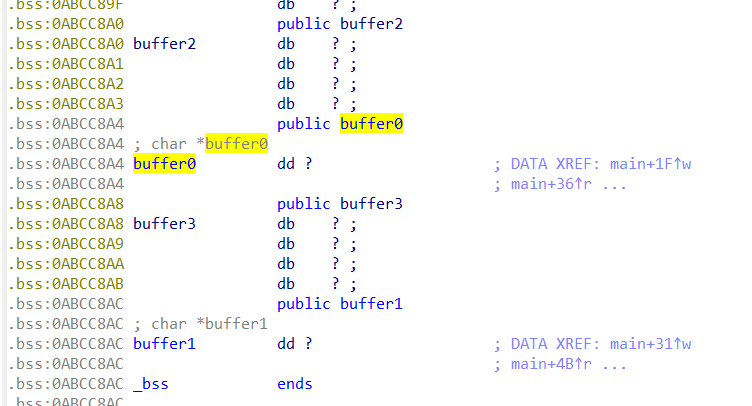 .bss:0ABCC89F db ? ;
.bss:0ABCC8A0 public buffer2
.bss:0ABCC8A0 buffer2 db ? ;
.bss:0ABCC8A1 db ? ;
.bss:0ABCC8A2 db ? ;
.bss:0ABCC8A3 db ? ;
.bss:0ABCC8A4 public buffer0
.bss:0ABCC8A4 ; char *buffer0
.bss:0ABCC8A4 buffer0 dd ? ; DATA XREF: main+1F↑w
.bss:0ABCC8A4 ; main+36↑r ...
.bss:0ABCC8A8 public buffer3
.bss:0ABCC8A8 buffer3 db ? ;
.bss:0ABCC8A9 db ? ;
.bss:0ABCC8AA db ? ;
.bss:0ABCC8AB db ? ;
.bss:0ABCC8AC public buffer1
.bss:0ABCC8AC ; char *buffer1
.bss:0ABCC8AC buffer1 dd ? ; DATA XREF: main+31↑w
.bss:0ABCC8AC ; main+4B↑r ...
.bss:0ABCC8AC _bss ends
.bss:0ABCC8AC